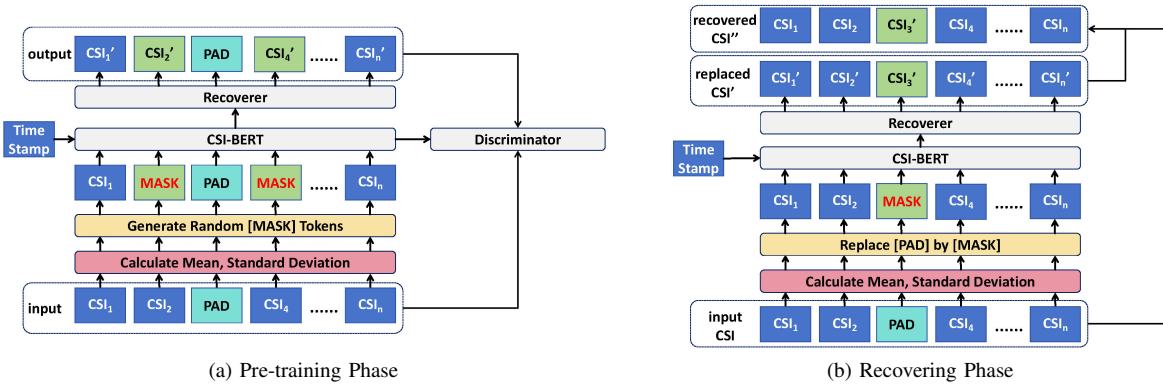 output CSI₁′ CSI₂′ PAD CSI₄′ ...... CSIₙ′
Recoverer
Time
Stamp
CSI-BERT
Discriminator
CSI₁ MASK PAD MASK ...... CSIₙ
Generate Random [MASK] Tokens
Calculate Mean, Standard Deviation
input CSI₁ CSI₂ PAD CSI₄ ...... CSIₙ
(a) Pre-training Phase
recovered
CSI′′
CSI₁ CSI₂ CSI₃′ CSI₄ ...... CSIₙ
replaced
CSI′
CSI₁′ CSI₂′ CSI₃′ CSI₄′ ...... CSIₙ′
Recoverer
Time
Stamp
CSI-BERT
CSI₁ CSI₂ MASK CSI₄ ...... CSIₙ
Replace [PAD] by [MASK]
Calculate Mean, Standard Deviation
input
CSI
CSI₁ CSI₂ PAD CSI₄ ...... CSIₙ
(b) Recovering Phase